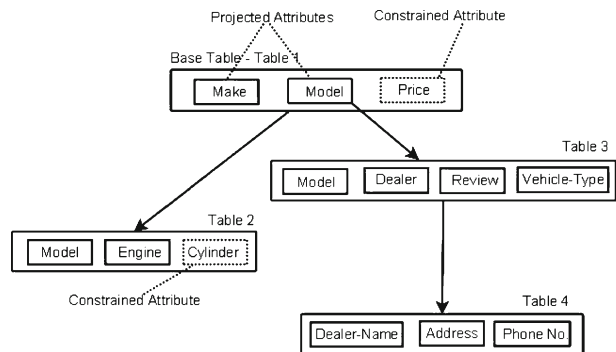 Projected Attributes
Constrained Attribute
Base Table - Table 1
Make Model Price
Table 3
Model Dealer Review Vehicle-Type
Table 2
Model Engine Cylinder
Constrained Attribute
Table 4
Dealer-Name Address Phone No.